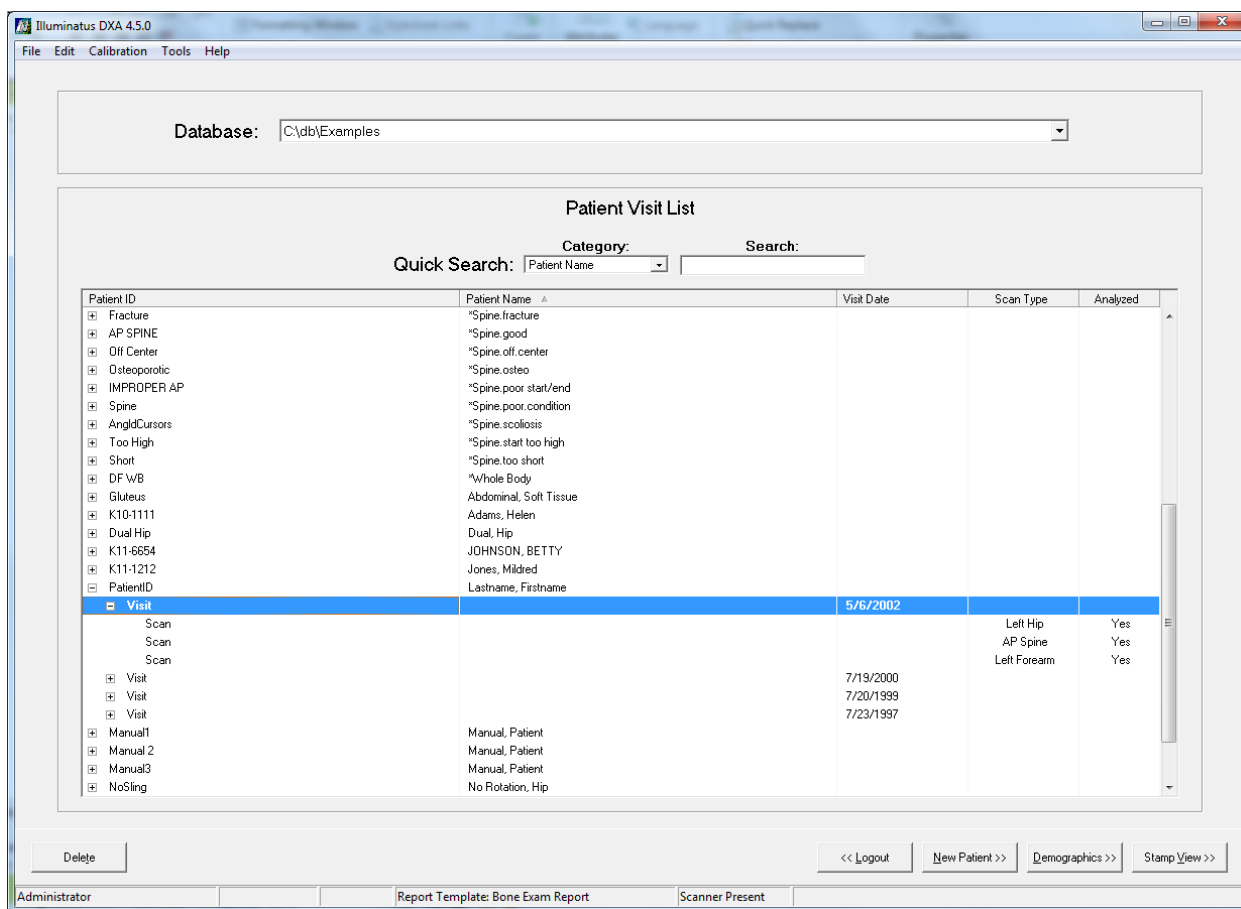 Illuminatus DXA 4.5.0
File Edit Calibration Tools Help
Database: C:\db\Examples
Patient Visit List
Category: Search:
Quick Search: Patient Name
Patient ID Patient Name Visit Date Scan Type Analyzed
Fracture *Spine.fracture
AP SPINE *Spine.good
Off Center *Spine.off.center
Osteoporotic *Spine.osteo
IMPROPER AP *Spine.poor start/end
Spine *Spine.poor.condition
AngldCursors *Spine.scoliosis
Too High *Spine.start too high
Short *Spine.too short
DF WB *Whole Body
Gluteus Abdominal, Soft Tissue
K10-1111 Adams, Helen
Dual Hip Dual, Hip
K11-6654 JOHNSON, BETTY
K11-1212 Jones, Mildred
PatientID Lastname, Firstname
Visit 5/6/2002
Scan Left Hip Yes
Scan AP Spine Yes
Scan Left Forearm Yes
Visit 7/19/2000
Visit 7/20/1999
Visit 7/23/1997
Manual1 Manual, Patient
Manual 2 Manual, Patient
Manual3 Manual, Patient
NoSling No Rotation, Hip
Delete << Logout New Patient >> Demographics >> Stamp View >>
Administrator Report Template: Bone Exam Report Scanner Present